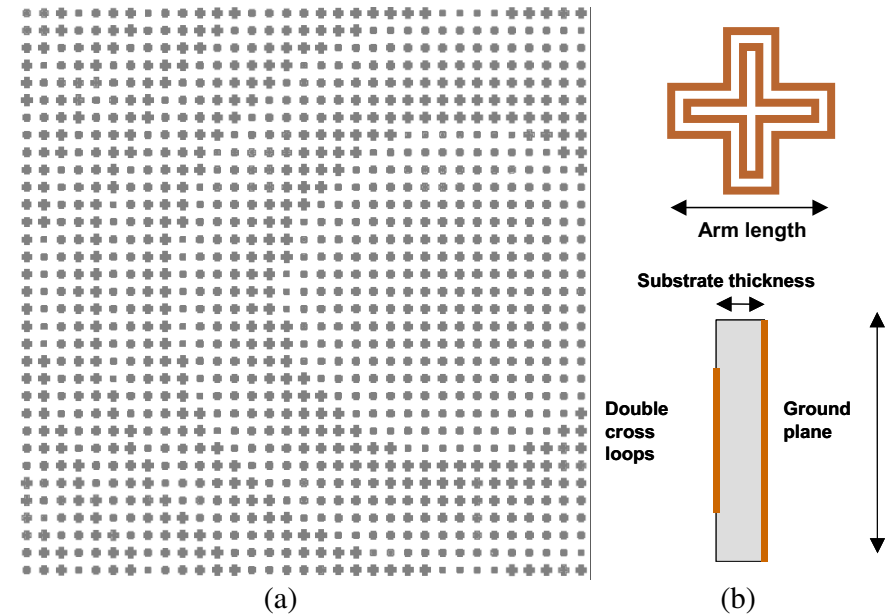 Arm length
Substrate thickness
Double
cross
loops
Ground
plane
(a)
(b)